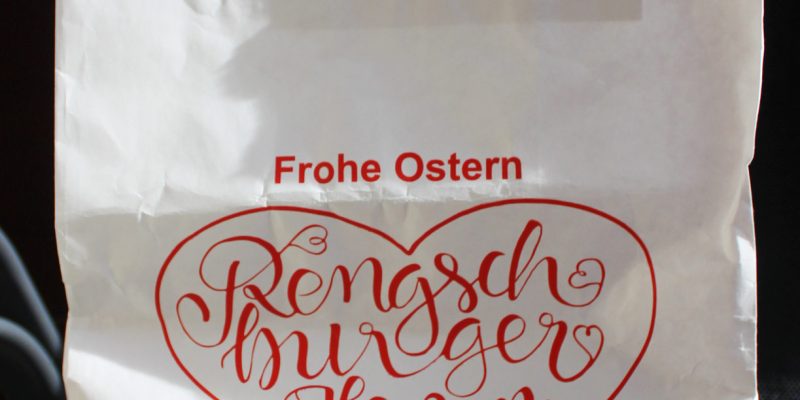 Frohe Ostern
Rengsch
burger